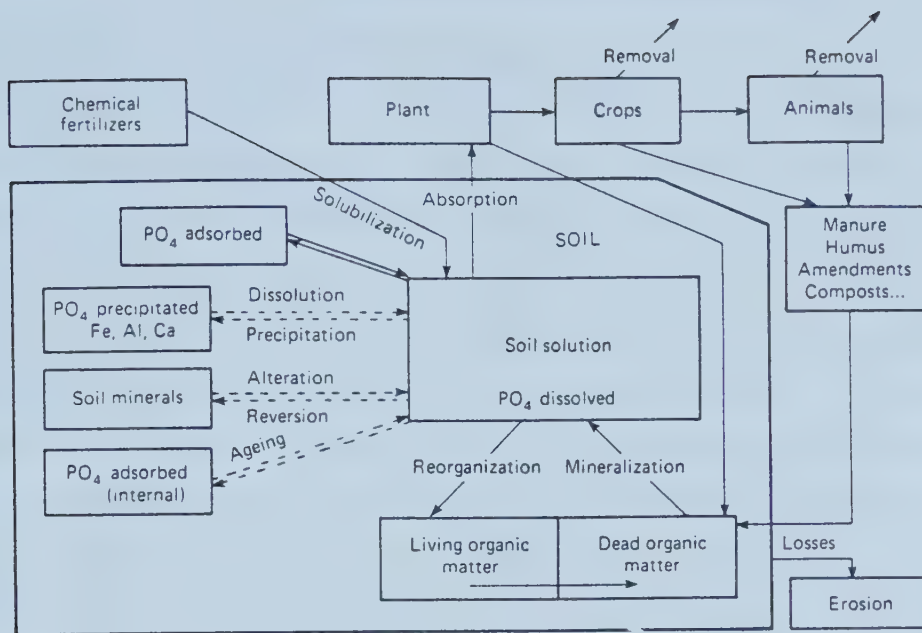 Removal
Removal
Chemical
fertilizers
Plant
Crops
Animals
Solubilization
Absorption
SOIL
PO₄ adsorbed
Manure
Humus
Amendments
Composts...
PO₄ precipitated
Fe, Al, Ca
Dissolution
Precipitation
Soil solution
Soil minerals
Alteration
Reversion
PO₄ dissolved
Ageing
PO₄ adsorbed
(internal)
Reorganization
Mineralization
Living organic
matter
Dead organic
matter
Losses
Erosion